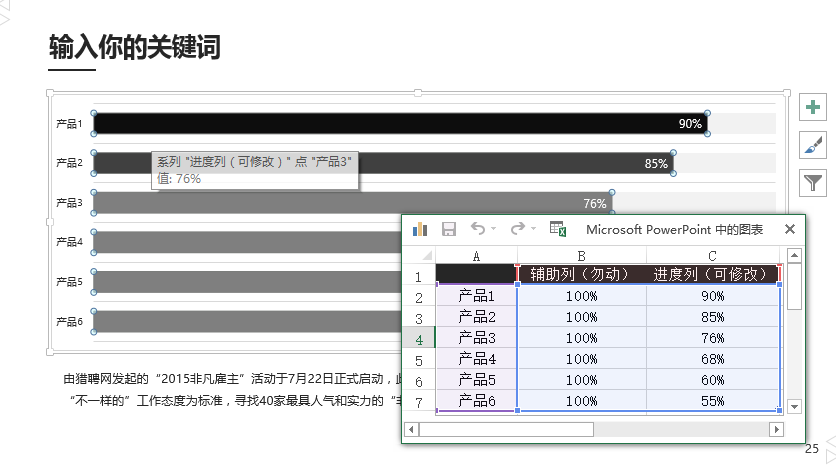 输入你的关键词
产品1
90%
产品2
85%
系列 "进度列（可修改）" 点 "产品3"
值: 76%
产品3
76%
产品4
产品5
产品6
Microsoft PowerPoint 中的图表
A B C
1 辅助列（勿动） 进度列（可修改）
2 产品1 100% 90%
3 产品2 100% 85%
4 产品3 100% 76%
5 产品4 100% 68%
6 产品5 100% 60%
7 产品6 100% 55%
由猎聘网发起的“2015非凡雇主”活动于7月22日正式启动，
“不一样的”工作态度为标准，寻找40家最具人气和实力的“
25